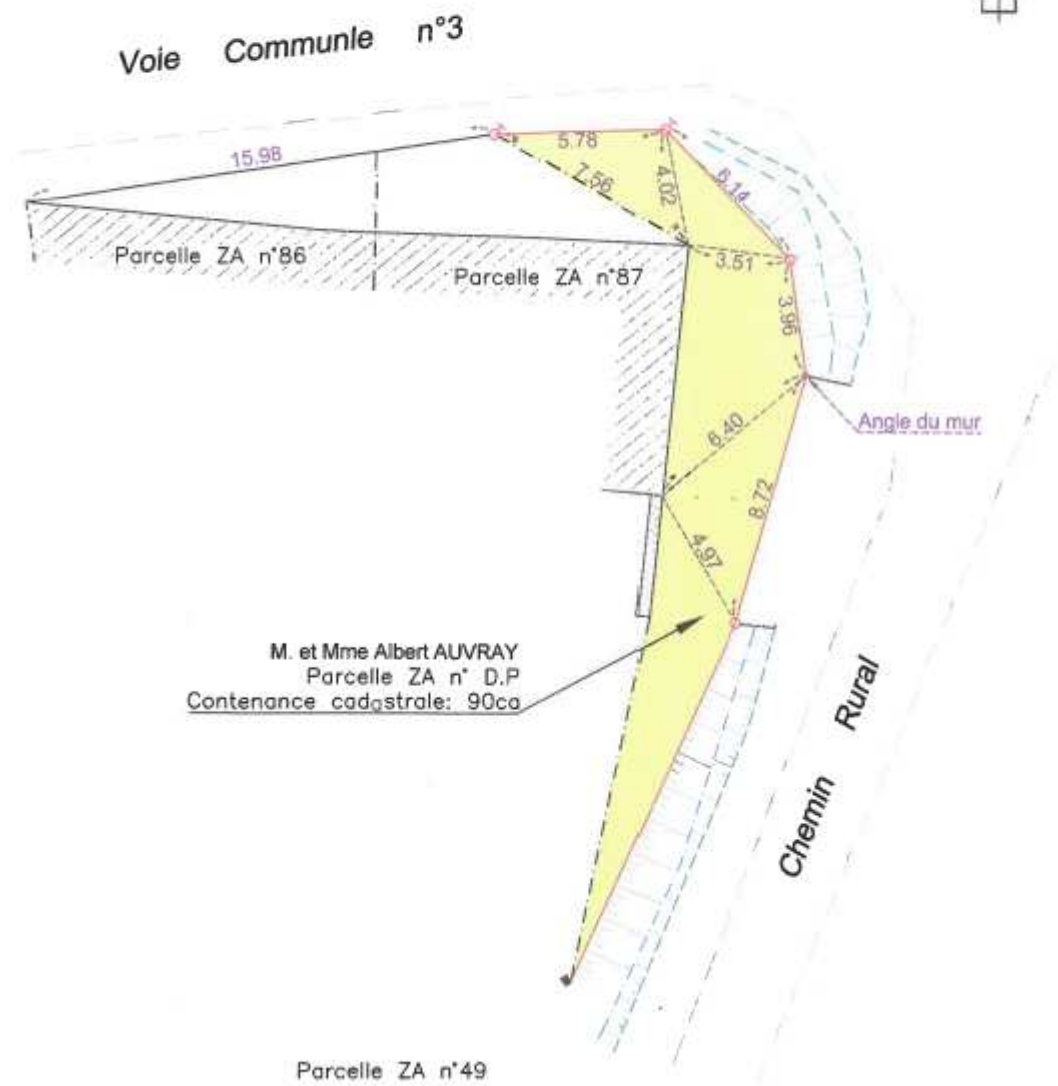 Voie Communle n°3
15.98
5.78
7.56
4.02
6.14
3.51
3.96
Parcelle ZA n°86
Parcelle ZA n°87
Angle du mur
6.40
8.72
4.97
M. et Mme Albert AUVRAY
Parcelle ZA n° D.P
Contenance cadastrale: 90ca
Chemin Rural
Parcelle ZA n°49